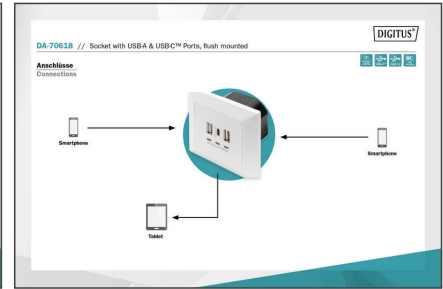 DIGITUS®
DA-70618 // Socket with USB-A & USB-C™ Ports, flush mounted
Anschlüsse
Connections
Smartphone
Smartphone
Tablet